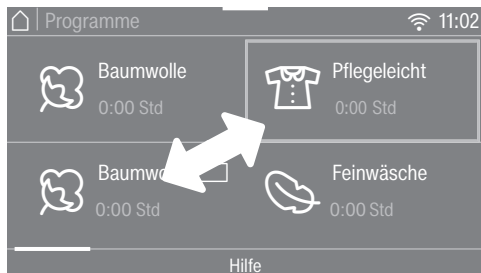 Programme 11:02
Baumwolle Pflegeleicht
0:00 Std 0:00 Std
Feinwäsche
0:00 Std 0:00 Std
Hilfe